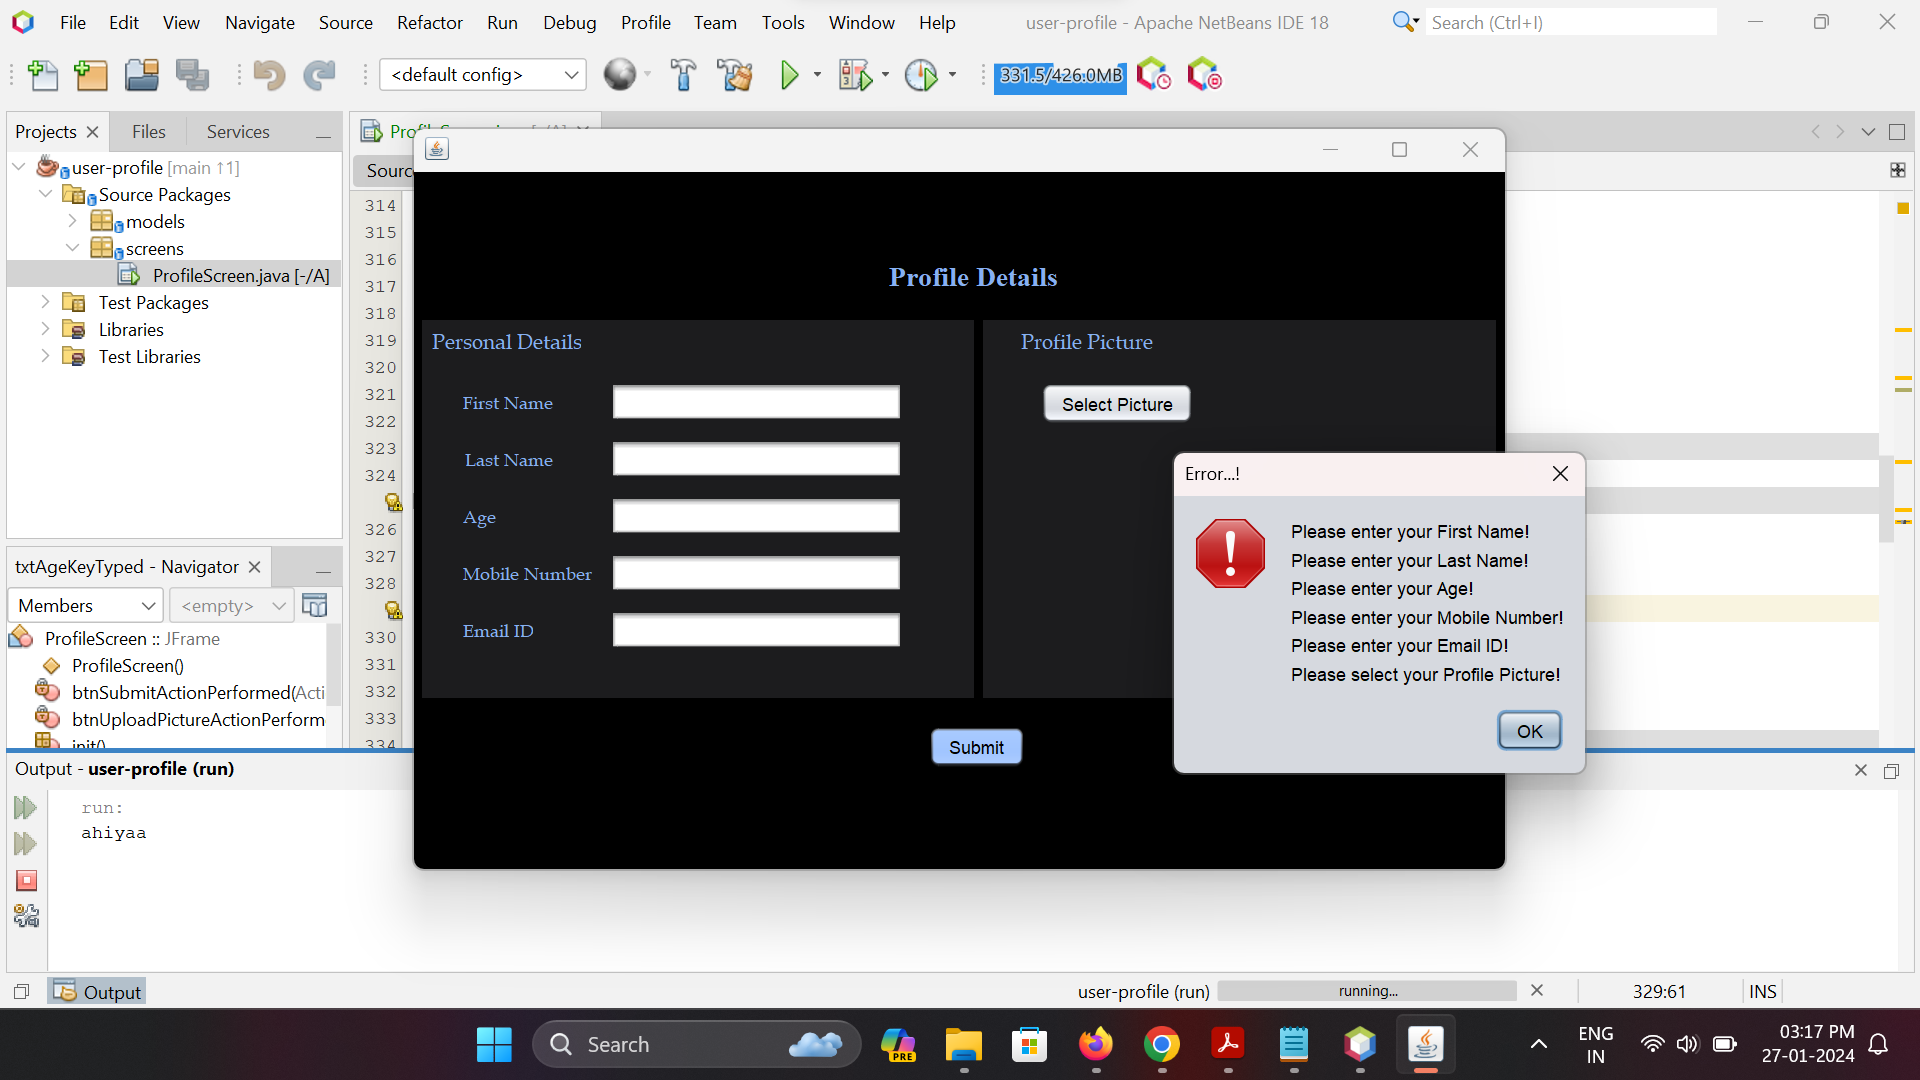 File Edit View Navigate Source Refactor Run Debug Profile Team Tools Window Help
user-profile - Apache NetBeans IDE 18
Search (Ctrl+I)
<default config>
331.5/426.0MB
Projects Files Services
user-profile [main ↑1]
Source Packages
models
screens
ProfileScreen.java [-/A]
Test Packages
Libraries
Test Libraries
txtAgeKeyTyped - Navigator
Members <empty>
ProfileScreen :: JFrame
ProfileScreen()
btnSubmitActionPerformed(Acti
btnUploadPictureActionPerform
init()
314
315
316
317
318
319
320
321
322
323
324
326
327
328
330
331
332
333
334
Profile Details
Personal Details
First Name
Last Name
Age
Mobile Number
Email ID
Profile Picture
Select Picture
Submit
Error...!
Please enter your First Name!
Please enter your Last Name!
Please enter your Age!
Please enter your Mobile Number!
Please enter your Email ID!
Please select your Profile Picture!
OK
Output - user-profile (run)
run:
ahiyaa
Output
user-profile (run) running... 329:61 INS
Search
PRE
ENG
IN
03:17 PM
27-01-2024